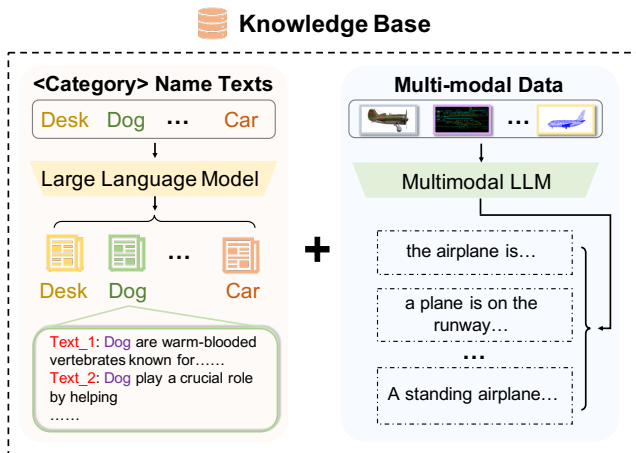 Knowledge Base
<Category> Name Texts
Desk Dog ... Car
Large Language Model
Desk Dog ... Car
Text_1: Dog are warm-blooded
vertebrates known for......
Text_2: Dog play a crucial role
by helping
......
+
Multi-modal Data
...
Multimodal LLM
the airplane is...
a plane is on the
runway...
...
A standing airplane...